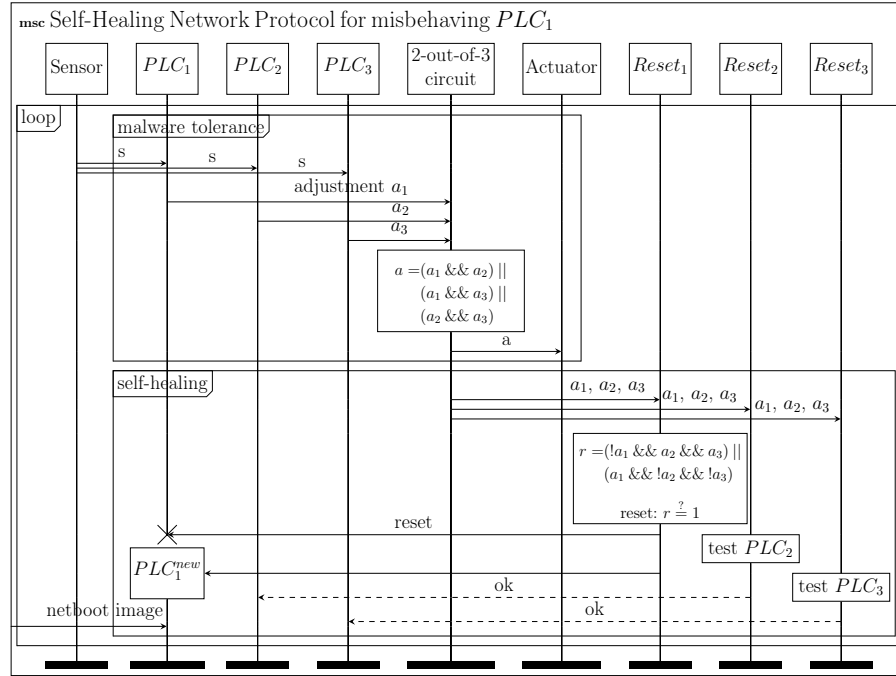 msc Self-Healing Network Protocol for misbehaving PLC₁
Sensor
PLC₁
PLC₂
PLC₃
2-out-of-3
circuit
Actuator
Reset₁
Reset₂
Reset₃
loop
malware tolerance
s
s
s
adjustment a₁
a₂
a₃
a =(a₁ && a₂) ||
(a₁ && a₃) ||
(a₂ && a₃)
a
self-healing
a₁, a₂, a₃
a₁, a₂, a₃
a₁, a₂, a₃
r =(!a₁ && a₂ && a₃) ||
(a₁ && !a₂ && !a₃)
reset: r ≟ 1
reset
test PLC₂
PLC₁ⁿᵉʷ
test PLC₃
ok
netboot image
ok